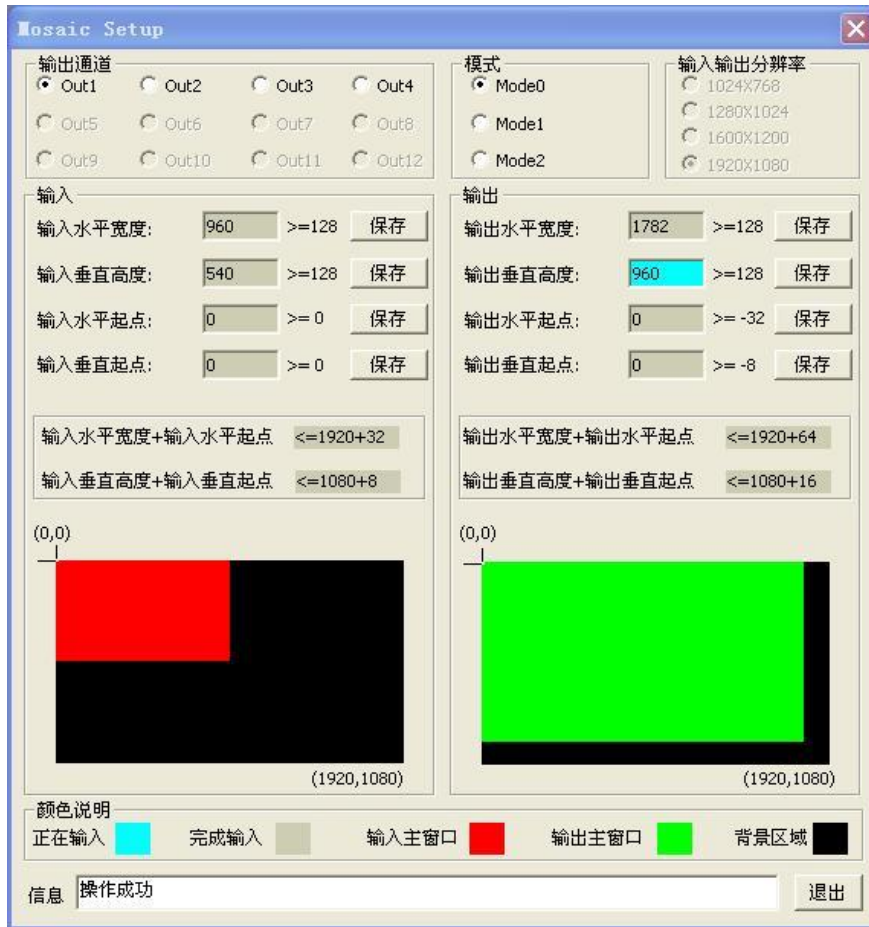 Mosaic Setup
输出通道
Out1 Out2 Out3 Out4
Out5 Out6 Out7 Out8
Out9 Out10 Out11 Out12
模式
Mode0
Mode1
Mode2
输入输出分辨率
1024X768
1280X1024
1600X1200
1920X1080
输入
输入水平宽度: 960 >=128 保存
输入垂直高度: 540 >=128 保存
输入水平起点: 0 >= 0 保存
输入垂直起点: 0 >= 0 保存
输入水平宽度+输入水平起点 <=1920+32
输入垂直高度+输入垂直起点 <=1080+8
(0,0)
(1920,1080)
输出
输出水平宽度: 1782 >=128 保存
输出垂直高度: 960 >=128 保存
输出水平起点: 0 >= -32 保存
输出垂直起点: 0 >= -8 保存
输出水平宽度+输出水平起点 <=1920+64
输出垂直高度+输出垂直起点 <=1080+16
(0,0)
(1920,1080)
颜色说明
正在输入 完成输入 输入主窗口 输出主窗口 背景区域
信息 操作成功 退出